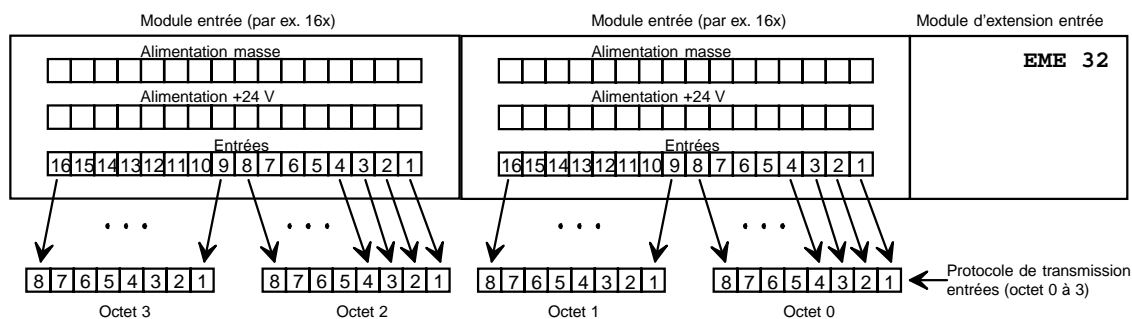 Module entrée (par ex. 16x) Module entrée (par ex. 16x) Module d'extension entrée
Alimentation masse Alimentation masse EME 32
Alimentation +24 V Alimentation +24 V
Entrées Entrées
16 15 14 13 12 11 10 9 8 7 6 5 4 3 2 1 16 15 14 13 12 11 10 9 8 7 6 5 4 3 2 1
8 7 6 5 4 3 2 1 8 7 6 5 4 3 2 1 8 7 6 5 4 3 2 1 8 7 6 5 4 3 2 1
Protocole de transmission
entrées (octet 0 à 3)
Octet 3 Octet 2 Octet 1 Octet 0